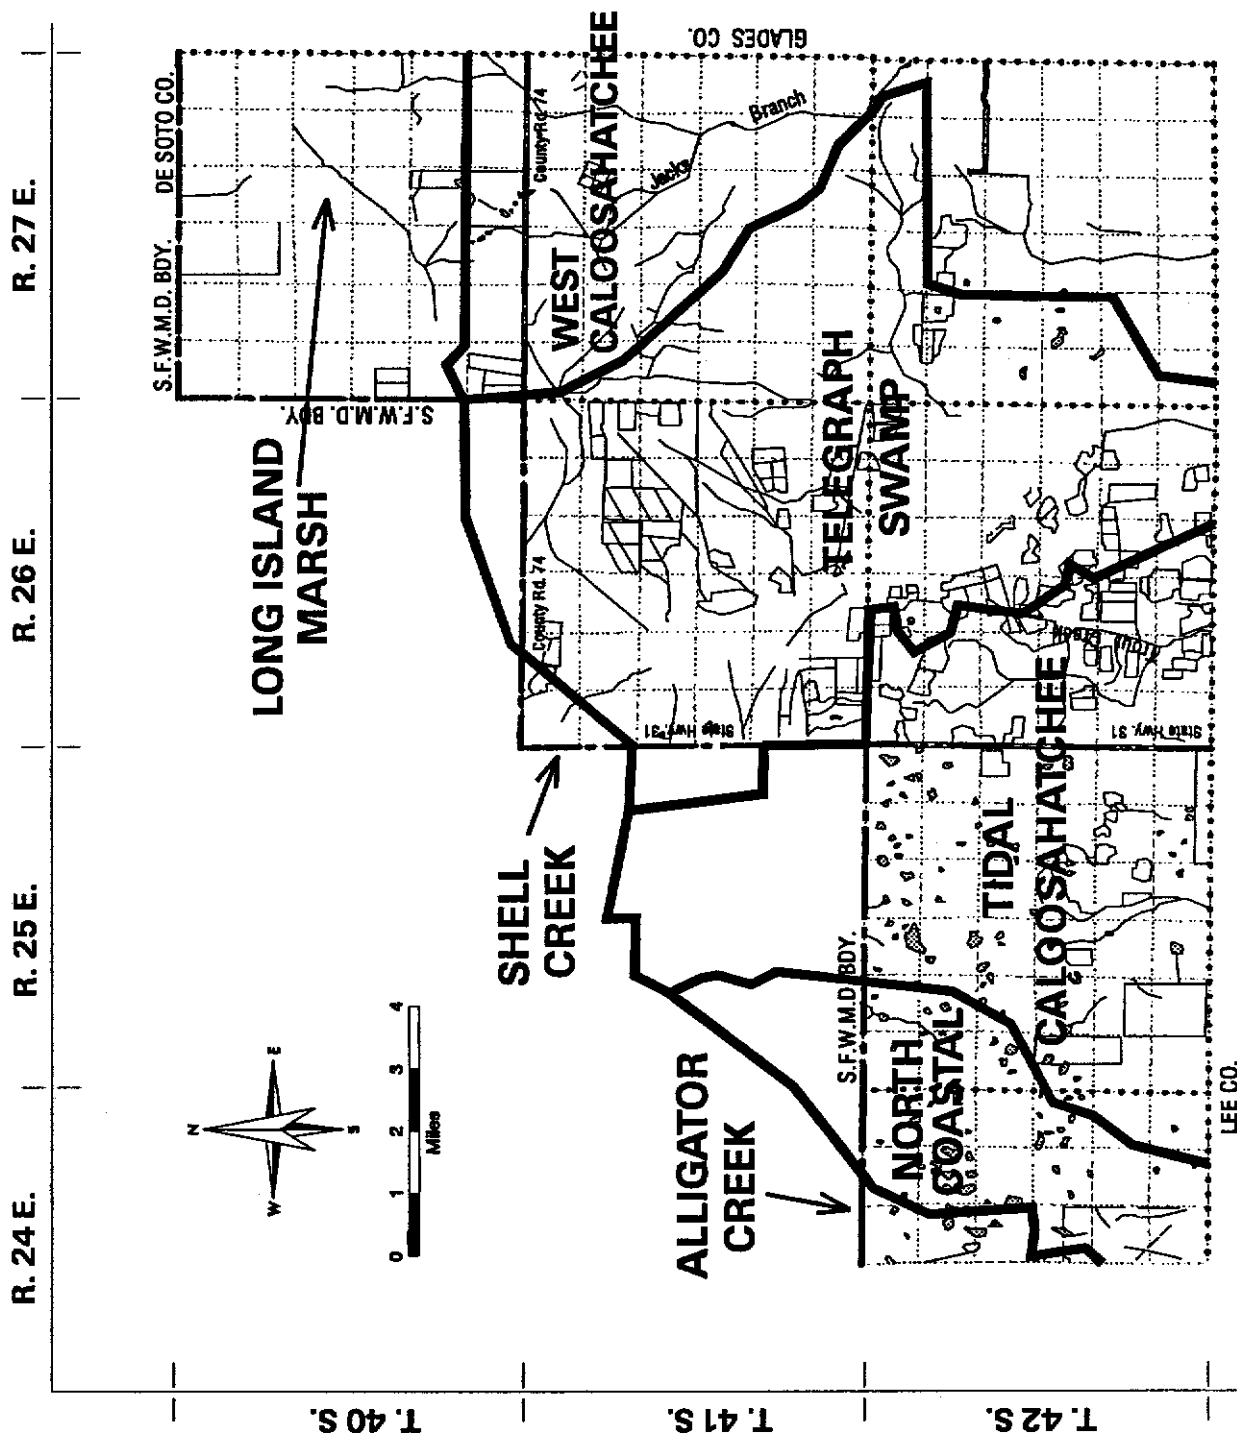 R. 24 E.
R. 25 E.
R. 26 E.
R. 27 E.
T. 40 S.
T. 41 S.
T. 42 S.
N
E
S
W
0 1 2 3 4
Miles
S.F.W.M.D. BDY.
DE SOTO CO.
S.F.W.M.D. BDY.
GLADES CO.
LONG ISLAND
MARSH
SHELL
CREEK
ALLIGATOR
CREEK
S.F.W.M.D. BDY.
WEST
CALOOSAHATCHEE
County Rd. 74
County Rd. 74
Jacks
Branch
TELEGRAPH
SWAMP
State Hwy. 31
State Hwy. 31
Trout Creek
NORTH
COASTAL
TIDAL
CALOOSAHATCHEE
LEE CO.